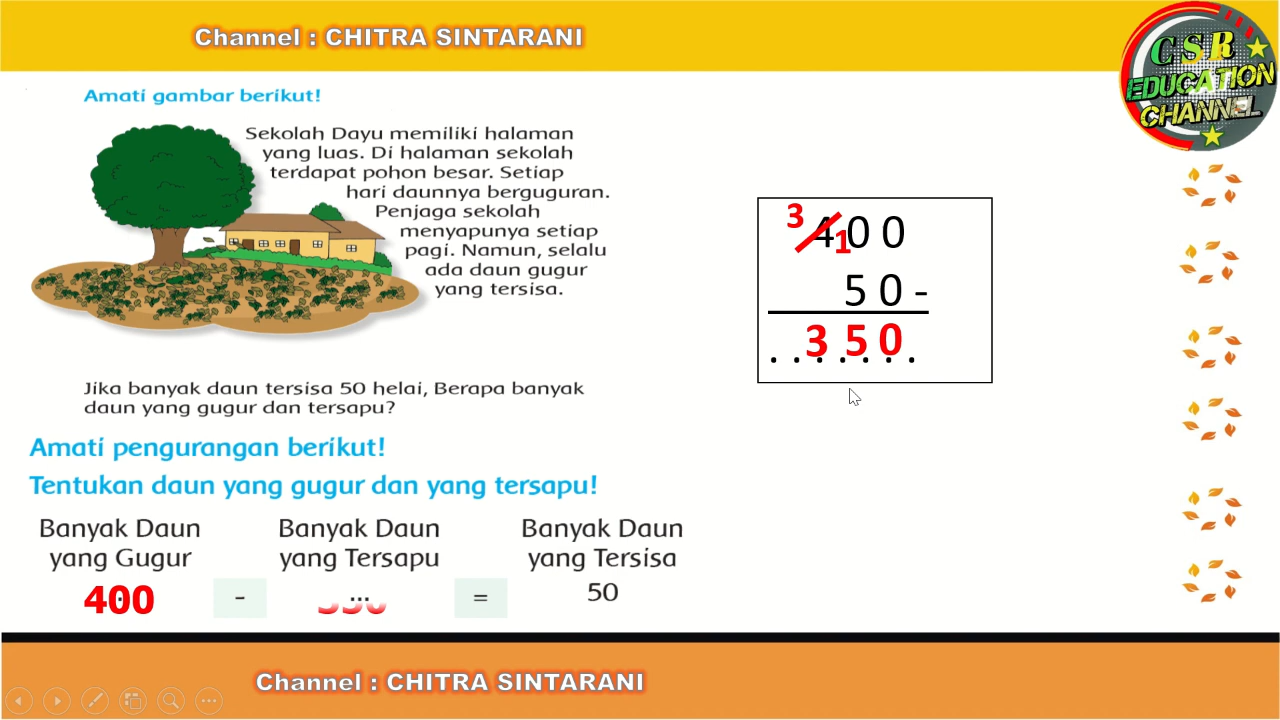 Channel : CHITRA SINTARANI
CSR
EDUCATION
CHANNEL
Amati gambar berikut!
Sekolah Dayu memiliki halaman
yang luas. Di halaman sekolah
terdapat pohon besar. Setiap
hari daunnya berguguran.
Penjaga sekolah
menyapunya setiap
pagi. Namun, selalu
ada daun gugur
yang tersisa.
3 1
4 0 0
5 0 -
3 5 0
. . . . . . .
Jika banyak daun tersisa 50 helai, Berapa banyak
daun yang gugur dan tersapu?
Amati pengurangan berikut!
Tentukan daun yang gugur dan yang tersapu!
Banyak Daun
yang Gugur
Banyak Daun
yang Tersapu
Banyak Daun
yang Tersisa
400 - ... = 50
Channel : CHITRA SINTARANI